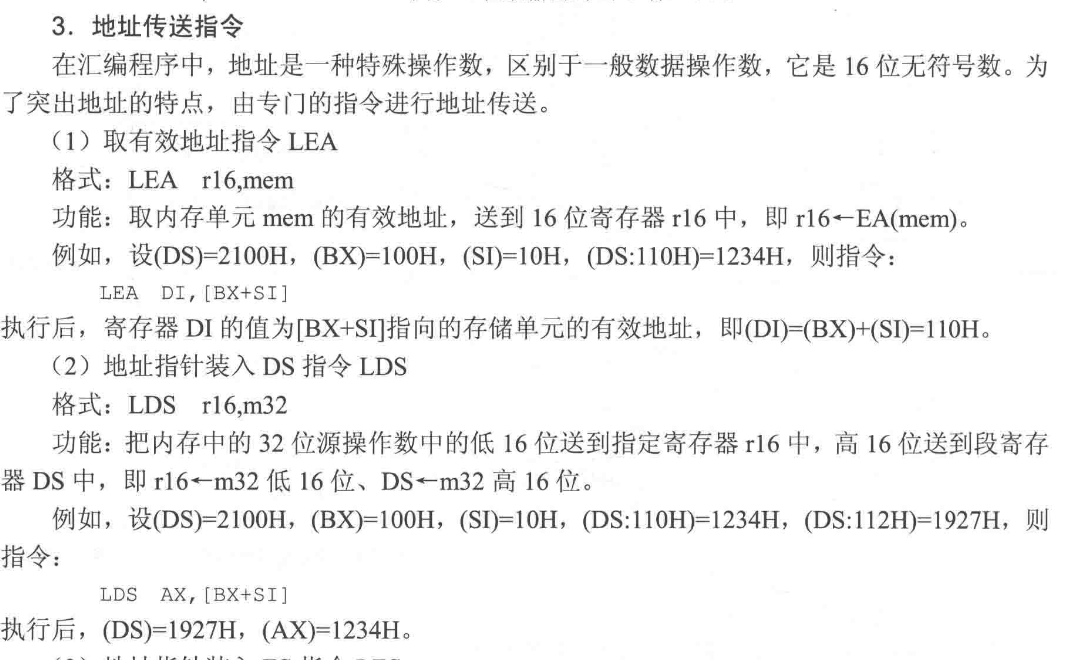 3．地址传送指令
在汇编程序中，地址是一种特殊操作数，区别于一般数据操作数，它是 16 位无符号数。为
了突出地址的特点，由专门的指令进行地址传送。
（1）取有效地址指令 LEA
格式：LEA r16,mem
功能：取内存单元 mem 的有效地址，送到 16 位寄存器 r16 中，即 r16←EA(mem)。
例如，设(DS)=2100H，(BX)=100H，(SI)=10H，(DS:110H)=1234H，则指令：
LEA DI,[BX+SI]
执行后，寄存器 DI 的值为[BX+SI]指向的存储单元的有效地址，即(DI)=(BX)+(SI)=110H。
（2）地址指针装入 DS 指令 LDS
格式：LDS r16,m32
功能：把内存中的 32 位源操作数中的低 16 位送到指定寄存器 r16 中，高 16 位送到段寄存
器 DS 中，即 r16←m32 低 16 位、DS←m32 高 16 位。
例如，设(DS)=2100H，(BX)=100H，(SI)=10H，(DS:110H)=1234H，(DS:112H)=1927H，则
指令：
LDS AX,[BX+SI]
执行后，(DS)=1927H，(AX)=1234H。